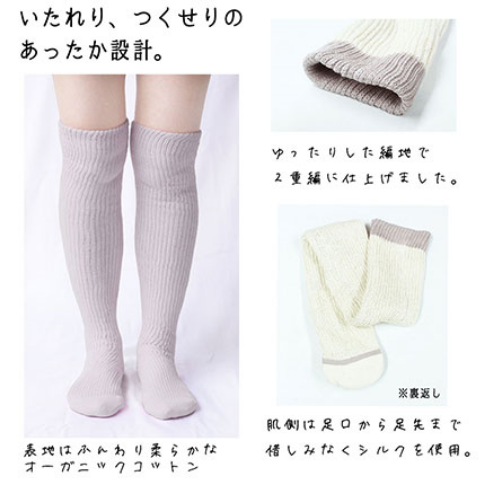 いたれり、つくせりの
あったか設計。
ゆったりした編地で
2重編に仕上げました。
※裏返し
肌側は足口から足先まで
惜しみなくシルクを使用。
表地はふんわり柔らかな
オーガニックコットン